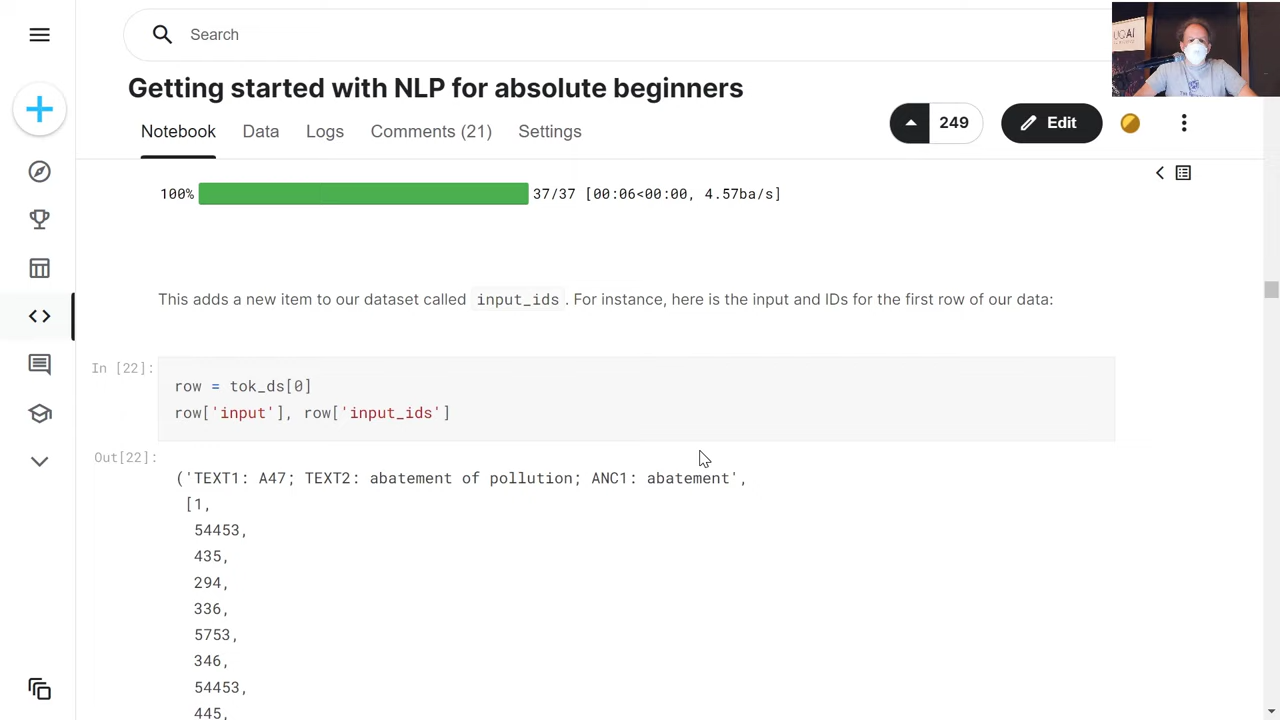 Search
UQAI
Getting started with NLP for absolute beginners
Notebook Data Logs Comments (21) Settings
249 Edit
100% 37/37 [00:06<00:00, 4.57ba/s]
This adds a new item to our dataset called input_ids . For instance, here is the input and IDs for the first row of our data:
In [22]:
row = tok_ds[0]
row['input'], row['input_ids']
Out[22]:
('TEXT1: A47; TEXT2: abatement of pollution; ANC1: abatement',
[1,
54453,
435,
294,
336,
5753,
346,
54453,
445,